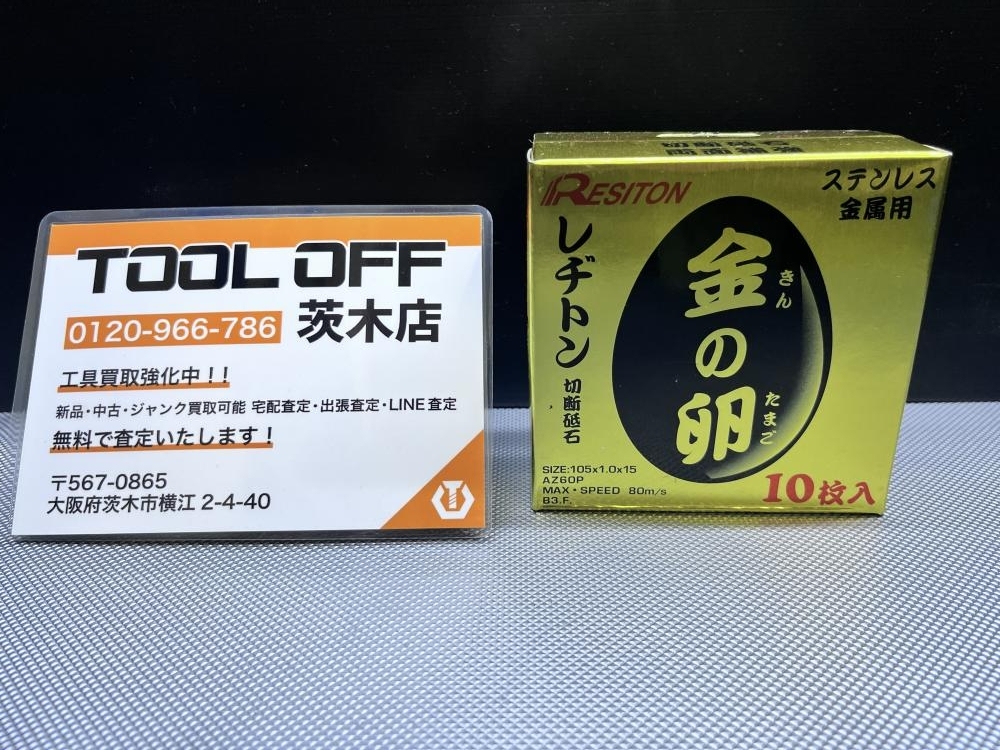 TOOL OFF
0120-966-786 茨木店
工具買取強化中!!
新品・中古・ジャンク買取可能 宅配査定・出張査定・LINE査定
無料で査定いたします!
〒567-0865
大阪府茨木市横江 2-4-40
RESITON
ステンレス
金属用
レヂトン
切断砥石
金の卵
きん
たまご
SIZE:105x1.0x15
AZ60P
MAX・SPEED 80m/s
B3.F.
10枚入